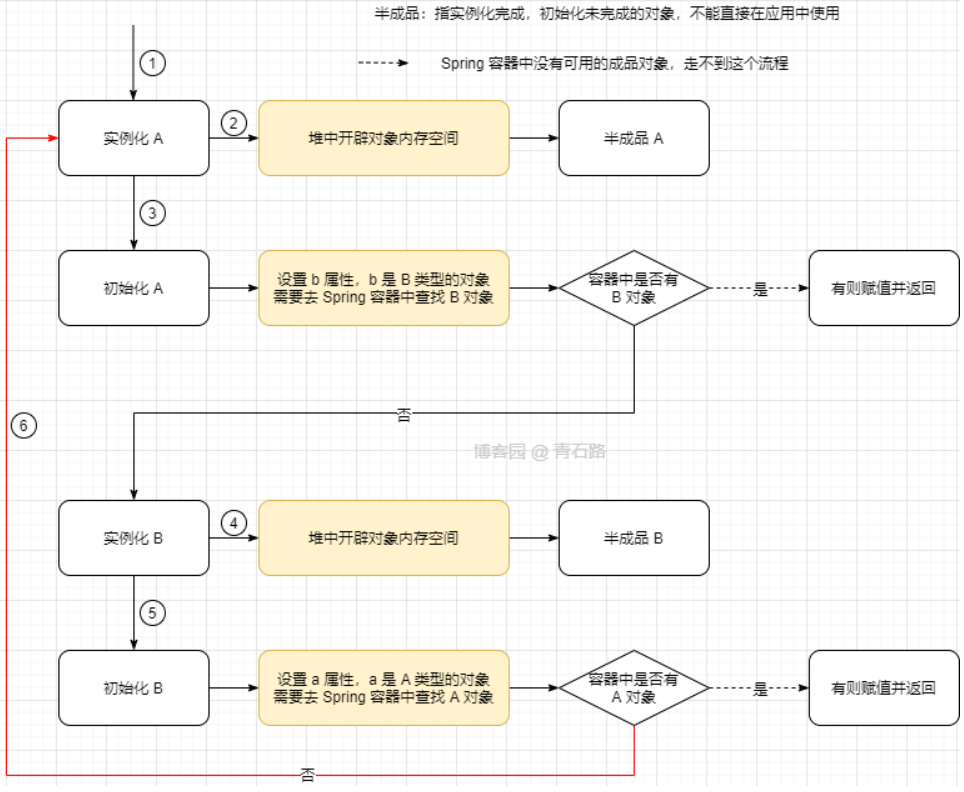 半成品：指实例化完成，初始化未完成的对象，不能直接在应用中使用
1
Spring 容器中没有可用的成品对象，走不到这个流程
实例化 A
2
堆中开辟对象内存空间
半成品 A
3
初始化 A
设置 b 属性，b 是 B 类型的对象
需要去 Spring 容器中查找 B 对象
容器中是否有
B 对象
是
有则赋值并返回
否
6
博客园 @ 青石路
实例化 B
4
堆中开辟对象内存空间
半成品 B
5
初始化 B
设置 a 属性，a 是 A 类型的对象
需要去 Spring 容器中查找 A 对象
容器中是否有
A 对象
是
有则赋值并返回
否